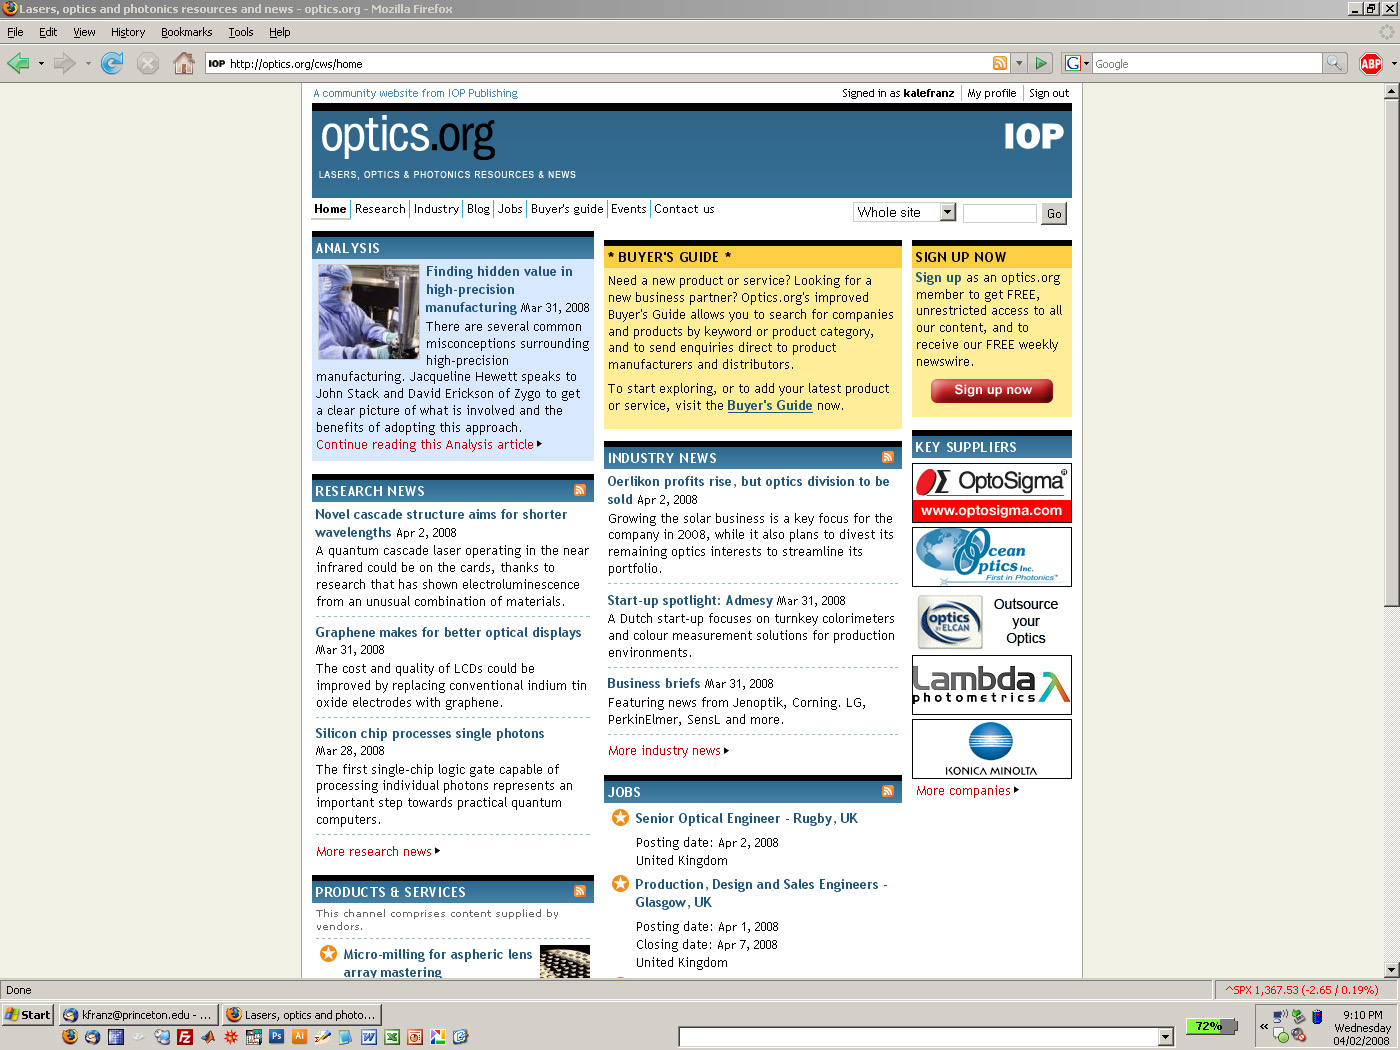 Lasers, optics and photonics resources and news - optics.org - Mozilla Firefox
File Edit View History Bookmarks Tools Help
IOP http://optics.org/cws/home
Google
ABP
A community website from IOP Publishing
Signed in as kalefranz My profile Sign out
optics.org
IOP
LASERS, OPTICS & PHOTONICS RESOURCES & NEWS
Home Research Industry Blog Jobs Buyer's guide Events Contact us
Whole site
Go
ANALYSIS
Finding hidden value in
high-precision
manufacturing Mar 31, 2008
There are several common
misconceptions surrounding
high-precision
manufacturing. Jacqueline Hewett speaks to
John Stack and David Erickson of Zygo to get
a clear picture of what is involved and the
benefits of adopting this approach.
Continue reading this Analysis article
RESEARCH NEWS
Novel cascade structure aims for shorter
wavelengths Apr 2, 2008
A quantum cascade laser operating in the near
infrared could be on the cards, thanks to
research that has shown electroluminescence
from an unusual combination of materials.
Graphene makes for better optical displays
Mar 31, 2008
The cost and quality of LCDs could be
improved by replacing conventional indium tin
oxide electrodes with graphene.
Silicon chip processes single photons
Mar 28, 2008
The first single-chip logic gate capable of
processing individual photons represents an
important step towards practical quantum
computers.
More research news
PRODUCTS & SERVICES
This channel comprises content supplied by
vendors.
Micro-milling for aspheric lens
array mastering
* BUYER'S GUIDE *
Need a new product or service? Looking for a
new business partner? Optics.org's improved
Buyer's Guide allows you to search for companies
and products by keyword or product category,
and to send enquiries direct to product
manufacturers and distributors.
To start exploring, or to add your latest product
or service, visit the Buyer's Guide now.
INDUSTRY NEWS
Oerlikon profits rise, but optics division to be
sold Apr 2, 2008
Growing the solar business is a key focus for the
company in 2008, while it also plans to divest its
remaining optics interests to streamline its
portfolio.
Start-up spotlight: Admesy Mar 31, 2008
A Dutch start-up focuses on turnkey colorimeters
and colour measurement solutions for production
environments.
Business briefs Mar 31, 2008
Featuring news from Jenoptik, Corning. LG,
PerkinElmer, SensL and more.
More industry news
JOBS
Senior Optical Engineer - Rugby, UK
Posting date: Apr 2, 2008
United Kingdom
Production, Design and Sales Engineers -
Glasgow, UK
Posting date: Apr 1, 2008
Closing date: Apr 7, 2008
United Kingdom
SIGN UP NOW
Sign up as an optics.org
member to get FREE,
unrestricted access to all
our content, and to
receive our FREE weekly
newswire.
Sign up now
KEY SUPPLIERS
OptoSigma
www.optosigma.com
Ocean
Optics Inc.
First in Photonics
optics
BY ELCAN
Outsource
your
Optics
Lambda
photometrics
KONICA MINOLTA
More companies
Done
^SPX 1,367.53 (-2.65 / 0.19%)
Start
kfranz@princeton.edu - ...
Lasers, optics and photo...
72%
9:10 PM
Wednesday
04/02/2008